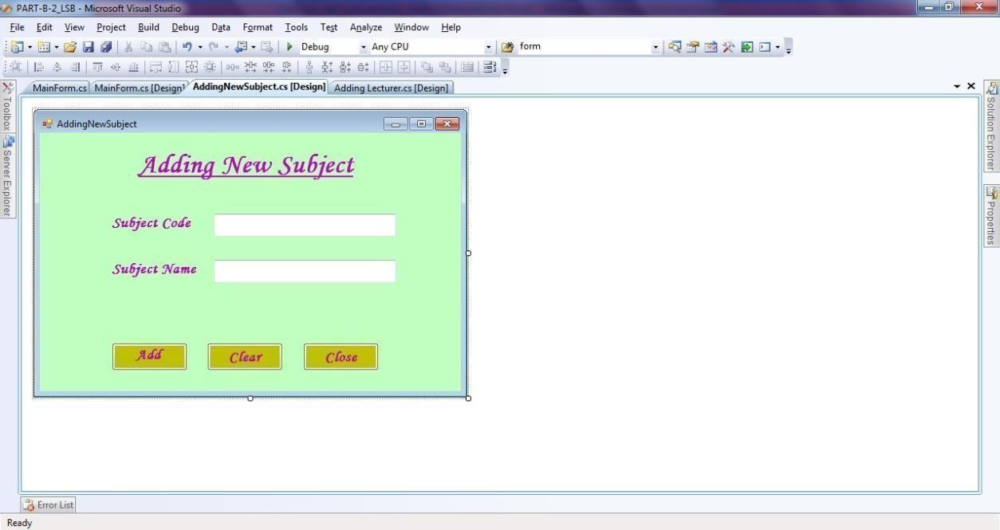 PART-B-2_LSB - Microsoft Visual Studio
File Edit View Project Build Debug Data Format Tools Test Analyze Window Help
Debug Any CPU form
MainForm.cs MainForm.cs [Design] AddingNewSubject.cs [Design] Adding Lecturer.cs [Design]
Toolbox
Server Explorer
AddingNewSubject
Adding New Subject
Subject Code
Subject Name
Add Clear Close
Solution Explorer
Properties
Error List
Ready